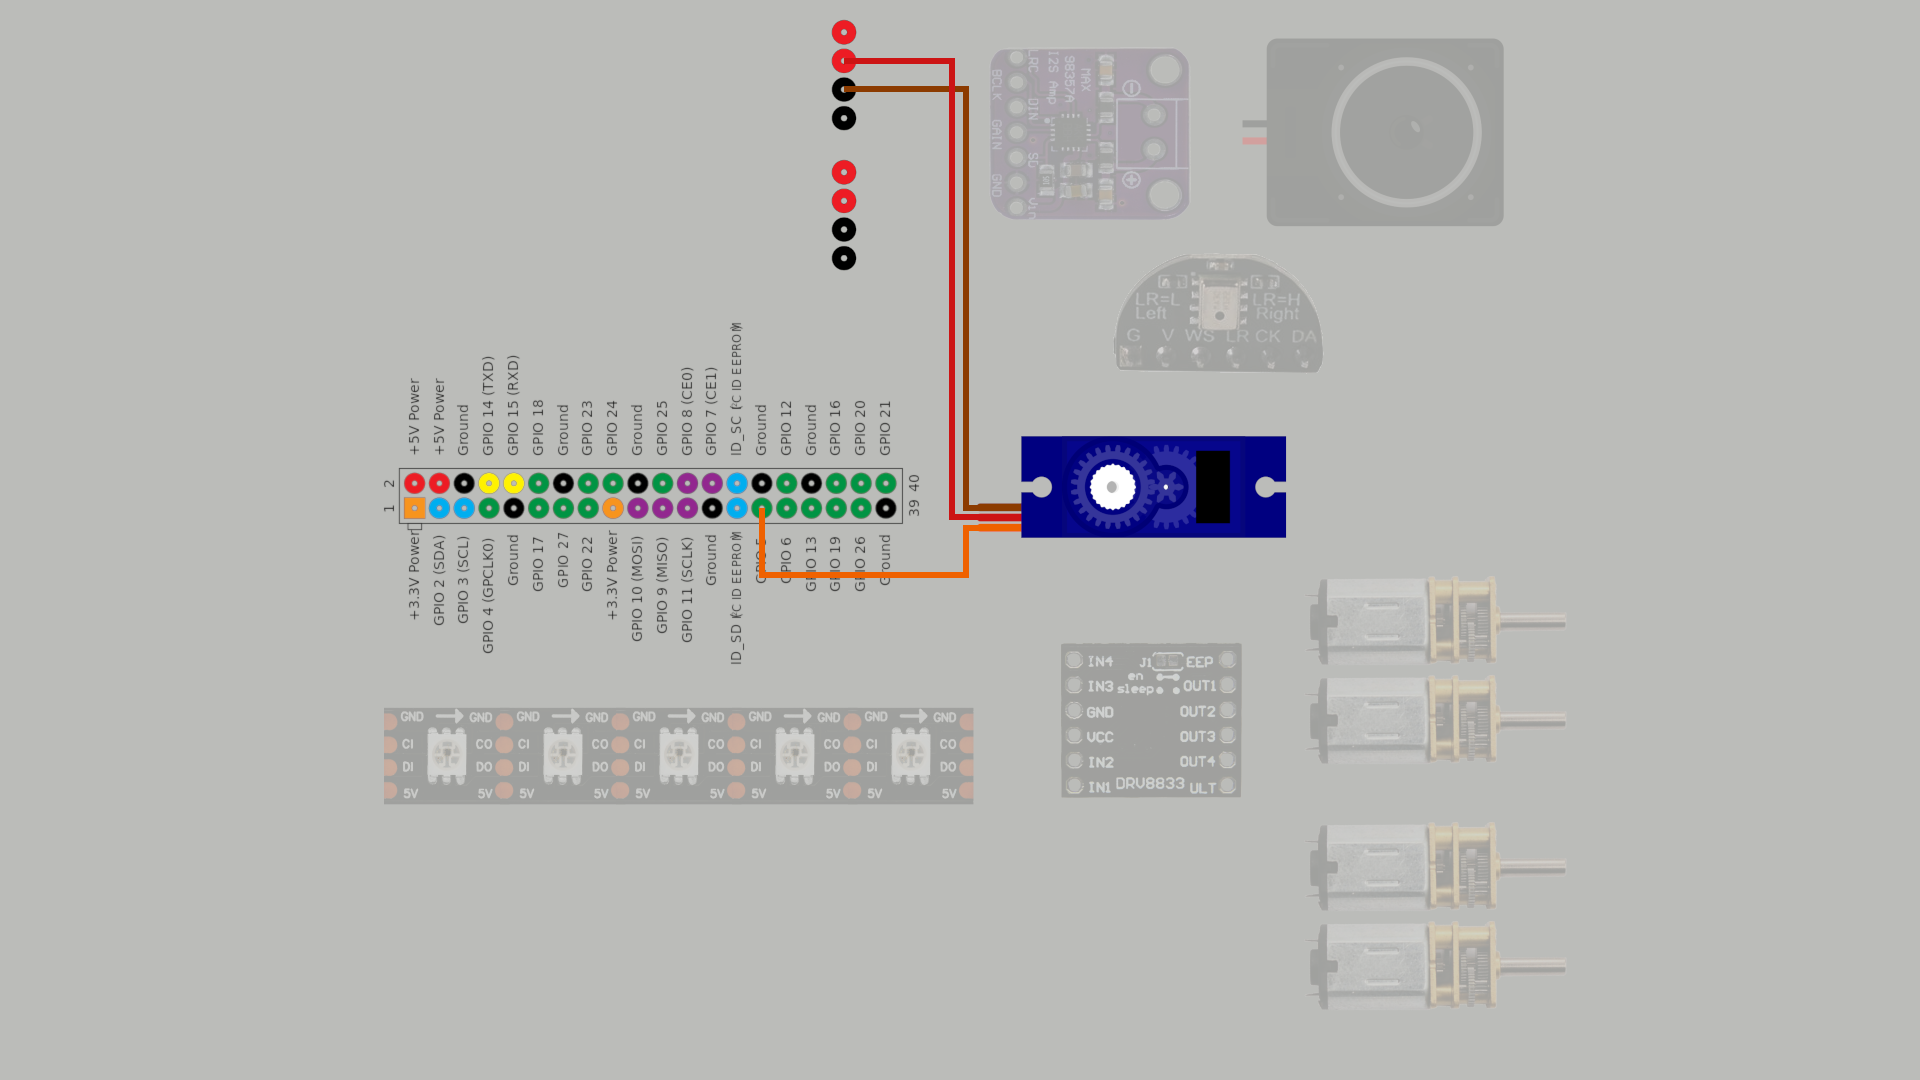 LRC
BCLK
DIN
GAIN
SD
GND
Vin
I2S Amp
MAX
98357A
LR=L
Left
LR=H
Right
G V WS LR CK DA
+5V Power
+5V Power
Ground
GPIO 14 (TXD)
GPIO 15 (RXD)
GPIO 18
Ground
GPIO 23
GPIO 24
Ground
GPIO 25
GPIO 8 (CE0)
GPIO 7 (CE1)
ID_SC I²C ID EEPROM
Ground
GPIO 12
Ground
GPIO 16
GPIO 20
GPIO 21
2
40
1
39
+3.3V Power
GPIO 2 (SDA)
GPIO 3 (SCL)
GPIO 4 (GPCLK0)
Ground
GPIO 17
GPIO 27
GPIO 22
+3.3V Power
GPIO 10 (MOSI)
GPIO 9 (MISO)
GPIO 11 (SCLK)
Ground
ID_SD I²C ID EEPROM
GPIO 5
GPIO 6
GPIO 13
GPIO 19
GPIO 26
Ground
IN4 J1 EEP
en
IN3 sleep OUT1
GND OUT2
VCC OUT3
IN2 OUT4
IN1 DRV8833 ULT
GND GND GND GND GND GND GND GND GND GND
CI CO CI CO CI CO CI CO CI CO
DI DO DI DO DI DO DI DO DI DO
5V 5V 5V 5V 5V 5V 5V 5V 5V 5V